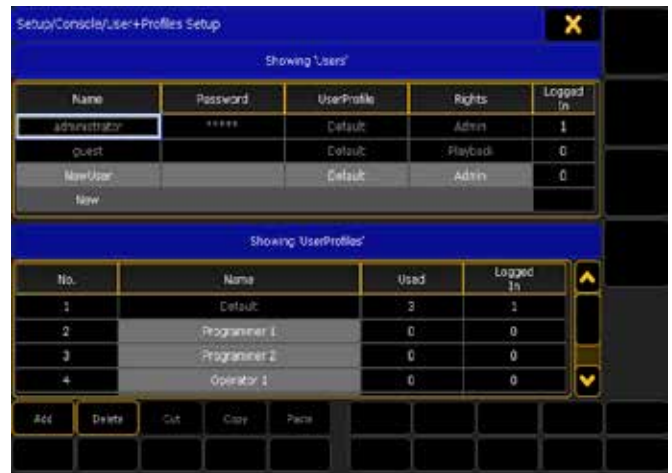 Setup/Console/User+Profiles Setup
Showing 'Users'
Name Password UserProfile Rights Logged In
administrator ***** Default Admin 1
guest Default Playback 0
NewUser Default Admin 0
New
Showing 'UserProfiles'
No. Name Used Logged In
1 Default 3 1
2 Programmer 1 0 0
3 Programmer 2 0 0
4 Operator 1 0 0
Add Delete Cut Copy Paste